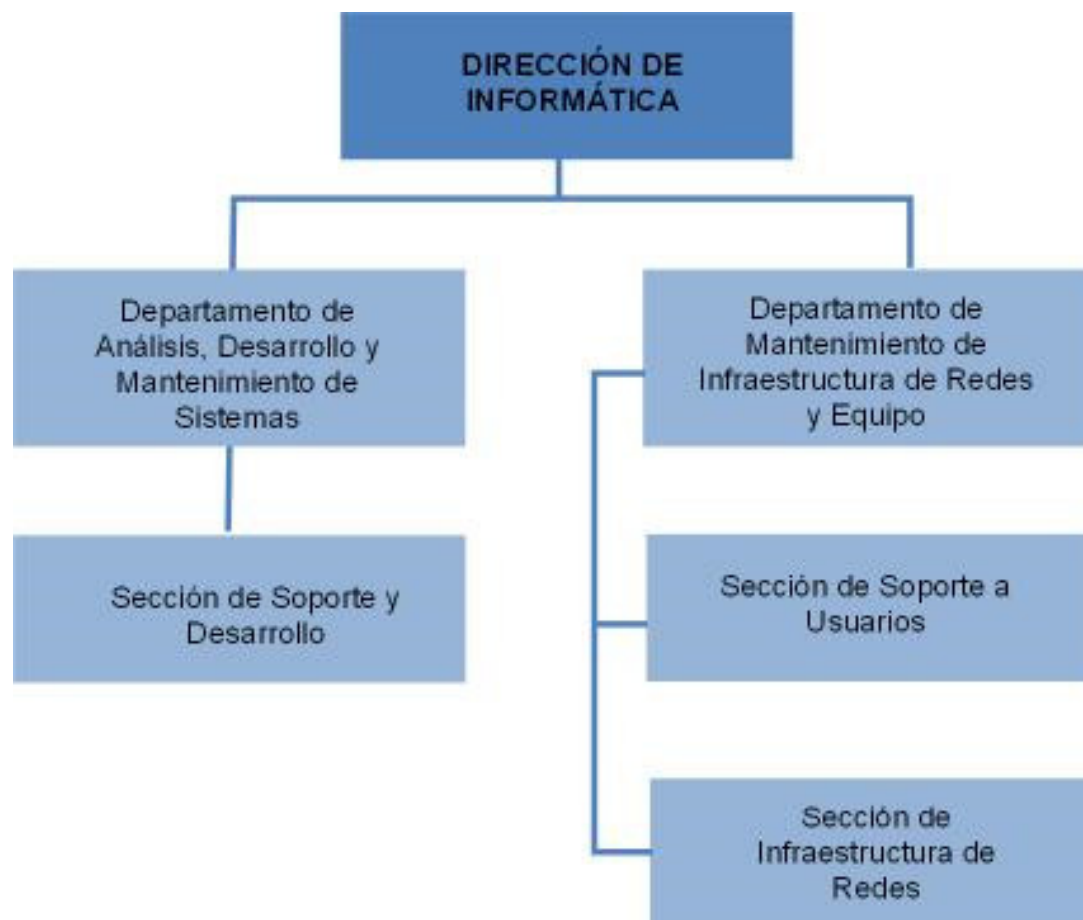 DIRECCIÓN DE
INFORMÁTICA
Departamento de
Análisis, Desarrollo y
Mantenimiento de
Sistemas
Sección de Soporte y
Desarrollo
Departamento de
Mantenimiento de
Infraestructura de Redes
y Equipo
Sección de Soporte a
Usuarios
Sección de
Infraestructura de
Redes